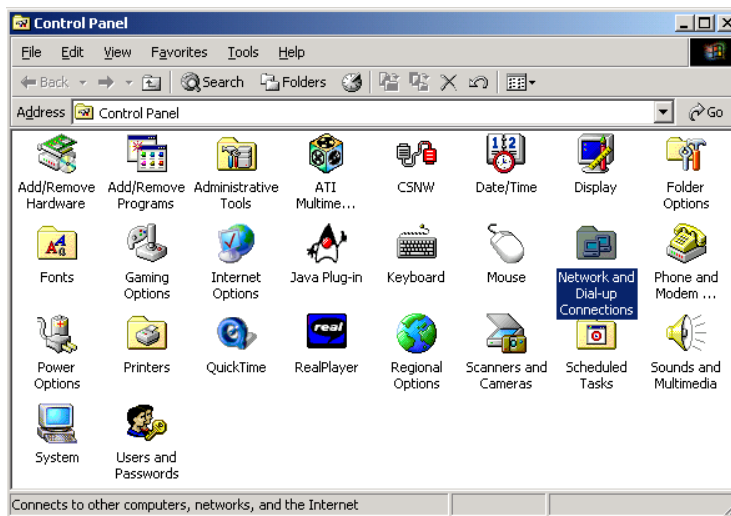 Control Panel
File Edit View Favorites Tools Help
Back Search Folders
Address Control Panel Go
Add/Remove Hardware
Add/Remove Programs
Administrative Tools
ATI Multime...
CSNW
Date/Time
Display
Folder Options
Fonts
Gaming Options
Internet Options
Java Plug-in
Keyboard
Mouse
Network and Dial-up Connections
Phone and Modem ...
Power Options
Printers
QuickTime
real
RealPlayer
Regional Options
Scanners and Cameras
Scheduled Tasks
Sounds and Multimedia
System
Users and Passwords
Connects to other computers, networks, and the Internet